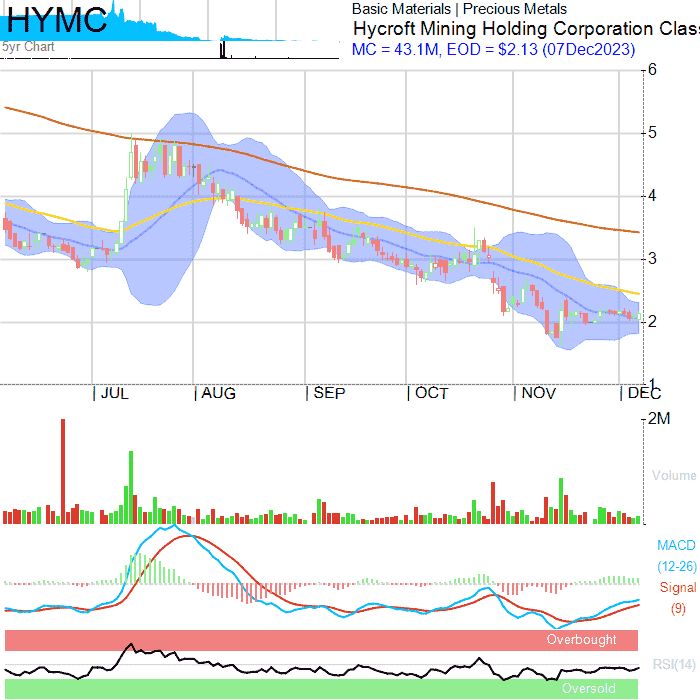 HYMC
5yr Chart
Basic Materials | Precious Metals
Hycroft Mining Holding Corporation Clas
MC = 43.1M, EOD = $2.13 (07Dec2023)
6
5
4
3
2
1
JUL
AUG
SEP
OCT
NOV
DEC
2M
Volume
MACD
(12-26)
Signal
(9)
Overbought
RSI(14)
Oversold